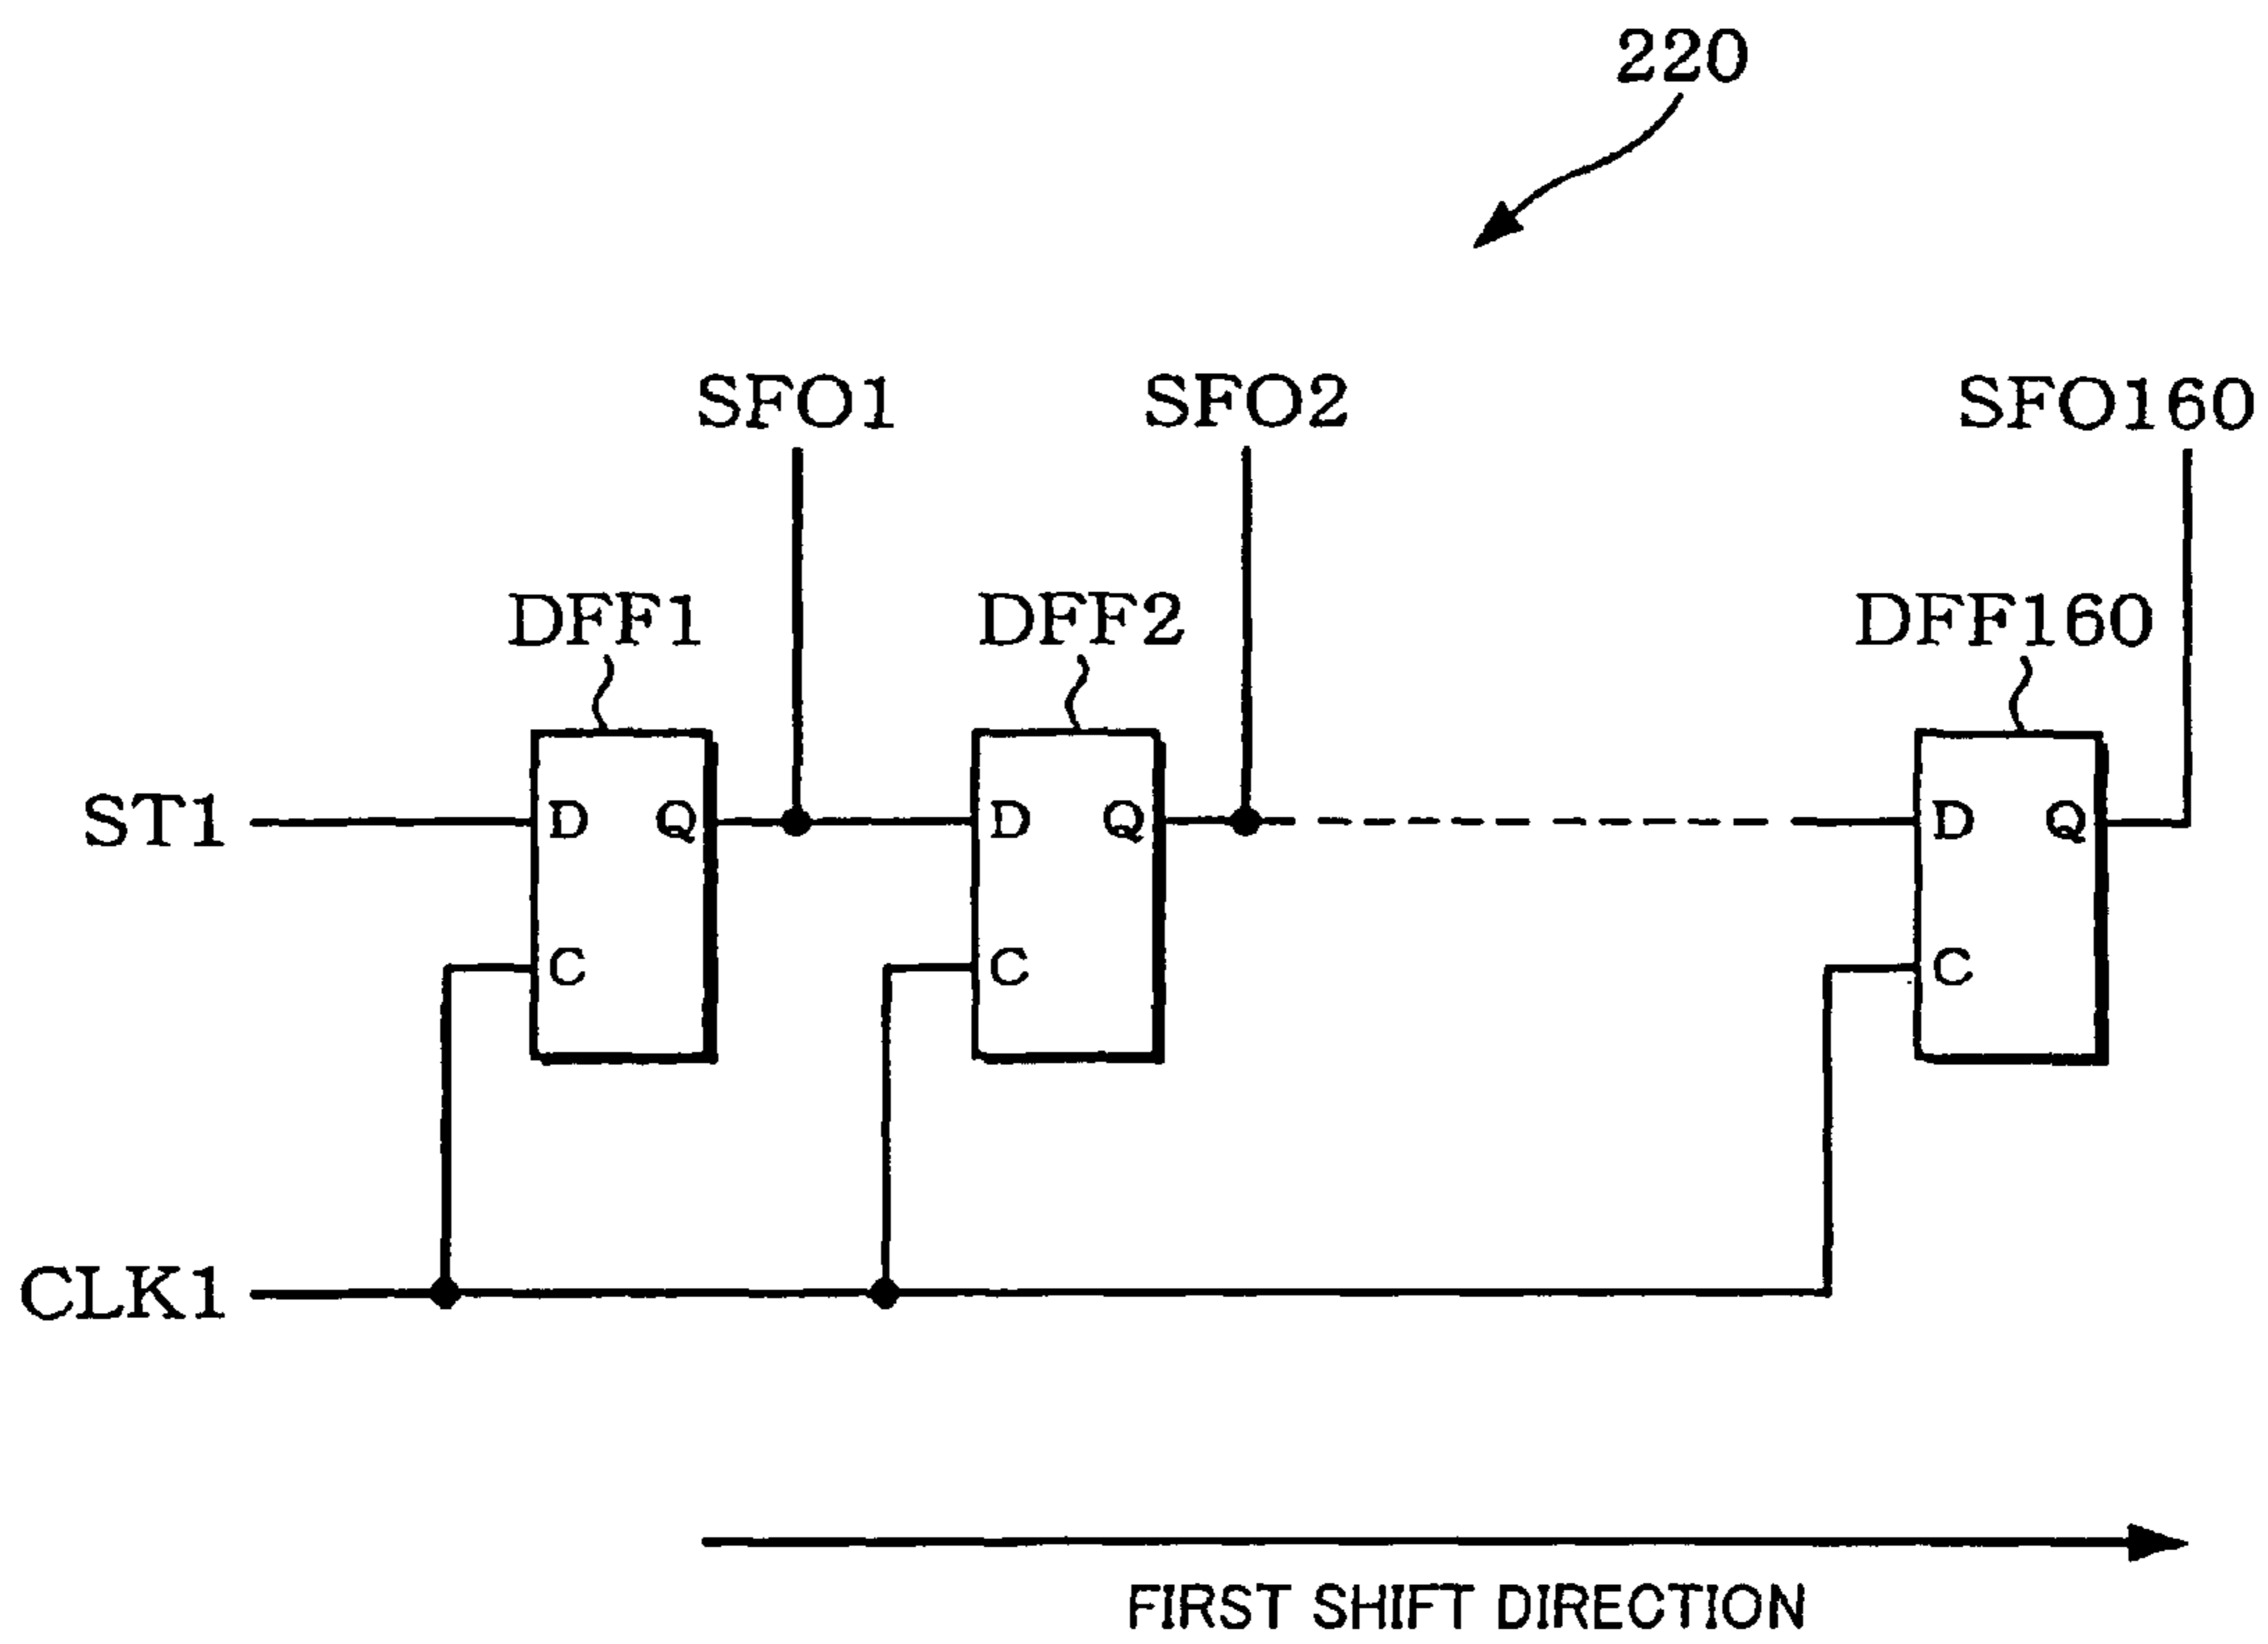 220
SFO1 SFO2 SFO160
DFF1 DFF2 DFF160
ST1 D Q D Q D Q
C C C
CLK1
FIRST SHIFT DIRECTION